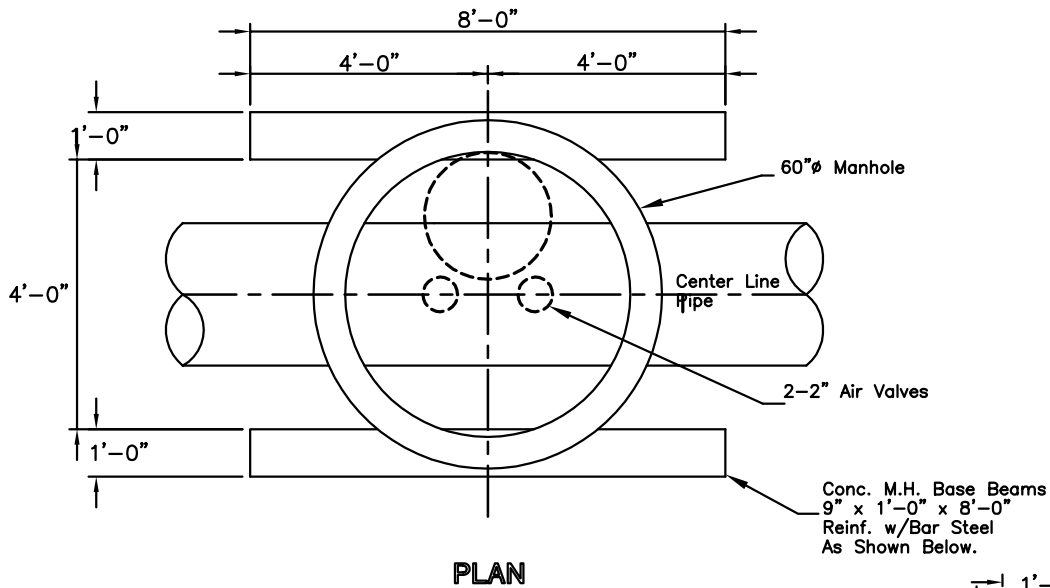 8'-0"
4'-0" 4'-0"
1'-0"
60"ø Manhole
4'-0"
Center Line
Pipe
2-2" Air Valves
1'-0"
Conc. M.H. Base Beams
9" x 1'-0" x 8'-0"
Reinf. w/Bar Steel
As Shown Below.
PLAN
1'-